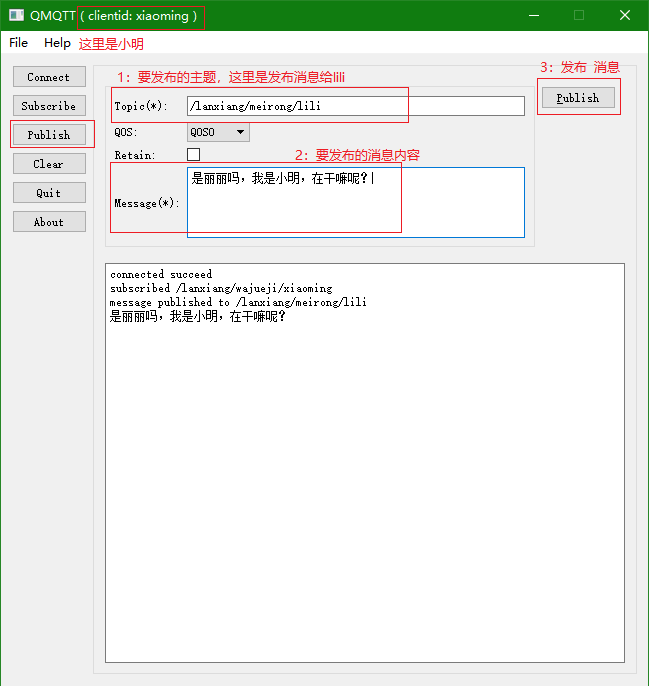 QMQTT ( clientid: xiaoming )
File Help 这里是小明
Connect
Subscribe
Publish
Clear
Quit
About
1：要发布的主题，这里是发布消息给lili
3：发布 消息
Topic(*): /lanxiang/meirong/lili
Publish
QOS: QOS0
Retain:
2：要发布的消息内容
Message(*): 是丽丽吗，我是小明，在干嘛呢？
connected succeed
subscribed /lanxiang/wajueji/xiaoming
message published to /lanxiang/meirong/lili
是丽丽吗，我是小明，在干嘛呢？